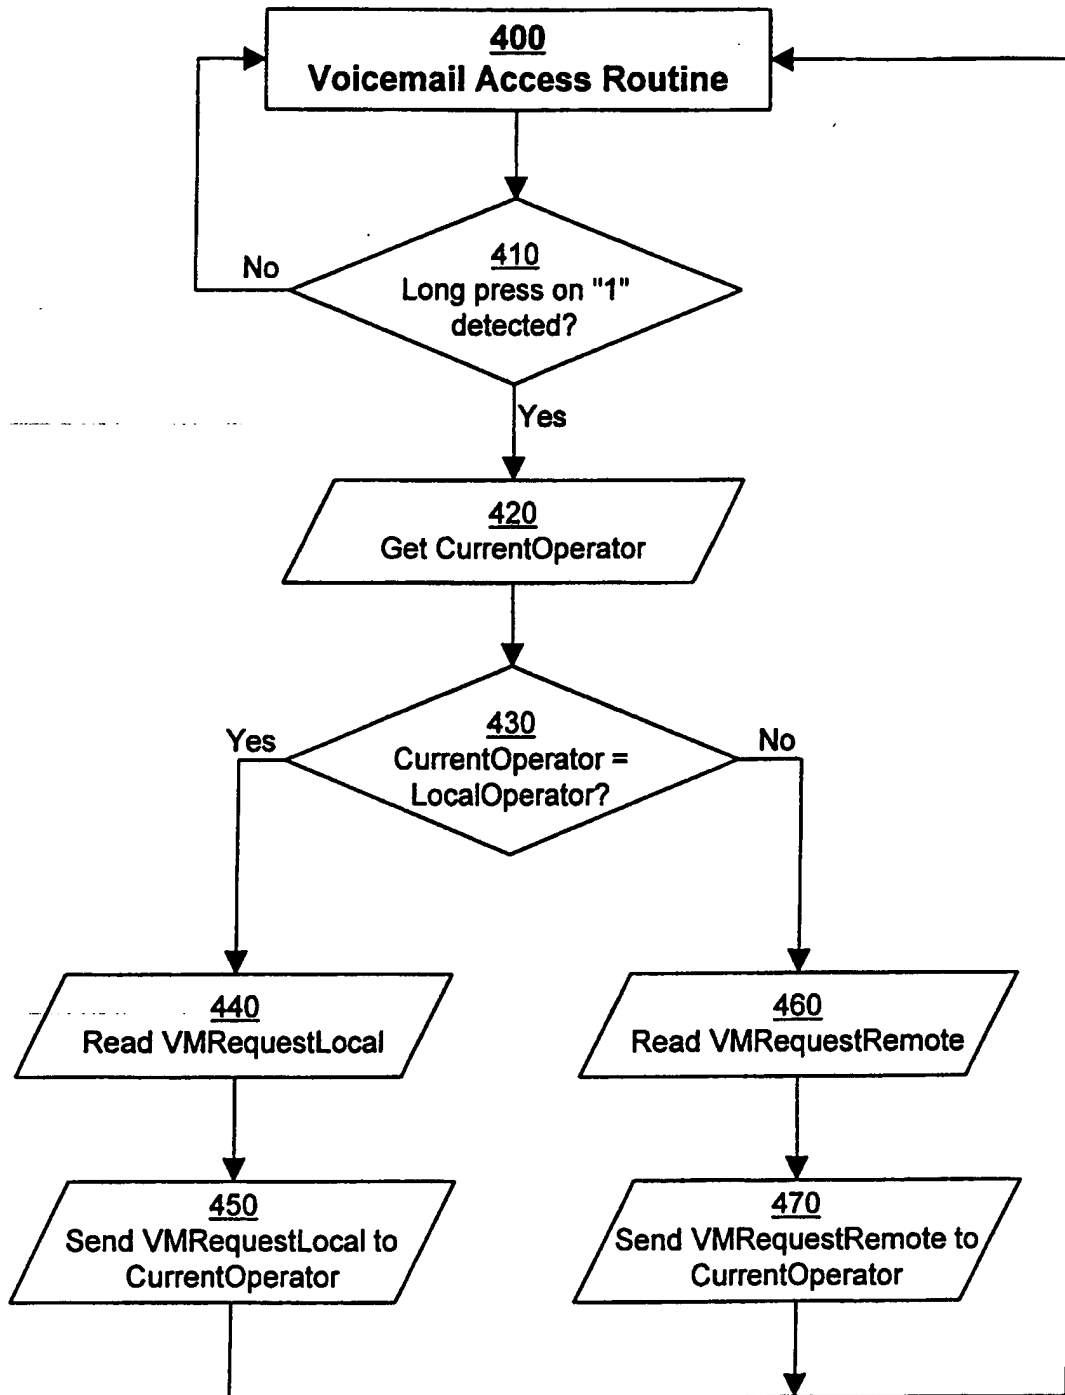 400
Voicemail Access Routine
410
Long press on "1"
detected?
No
Yes
420
Get CurrentOperator
430
CurrentOperator =
LocalOperator?
Yes
No
440
Read VMRequestLocal
460
Read VMRequestRemote
450
Send VMRequestLocal to
CurrentOperator
470
Send VMRequestRemote to
CurrentOperator